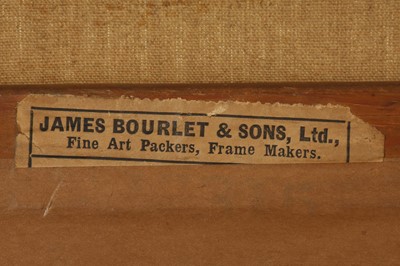 JAMES BOURLET & SONS, Ltd.,
Fine Art Packers, Frame Makers.